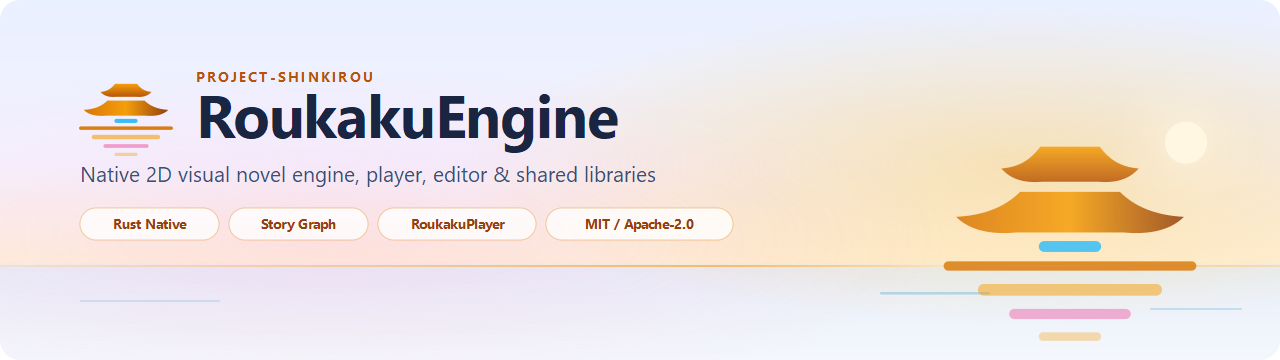 PROJECT-SHINKIROU
RoukakuEngine
Native 2D visual novel engine, player, editor & shared libraries
Rust Native
Story Graph
RoukakuPlayer
MIT / Apache-2.0